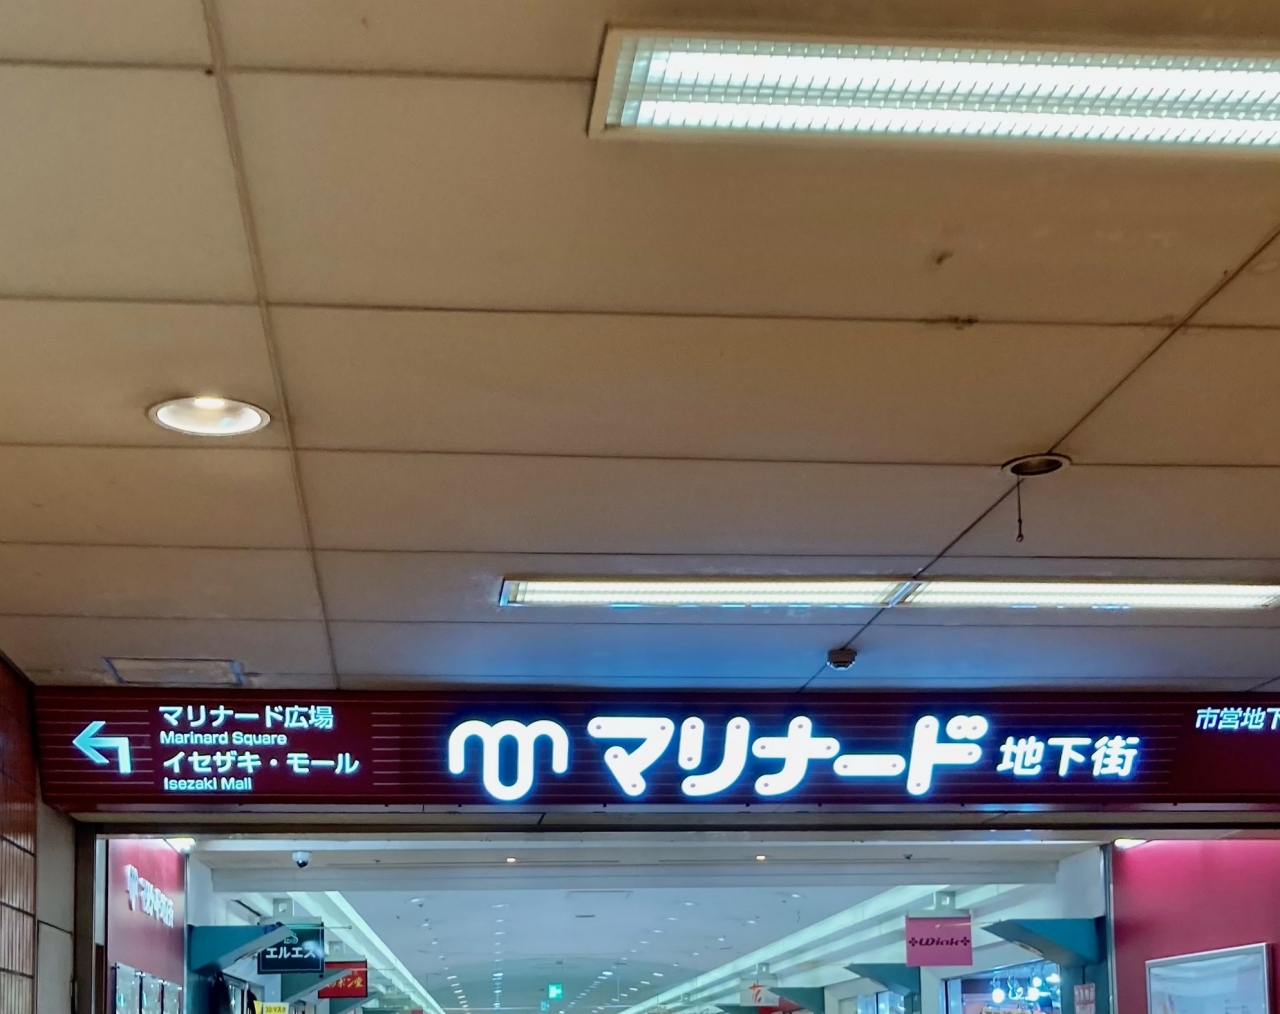 マリナード広場
Marinard Square
イセザキ・モール
Isezaki Mall
マリナード 地下街
市営地下
エルエス
Wink